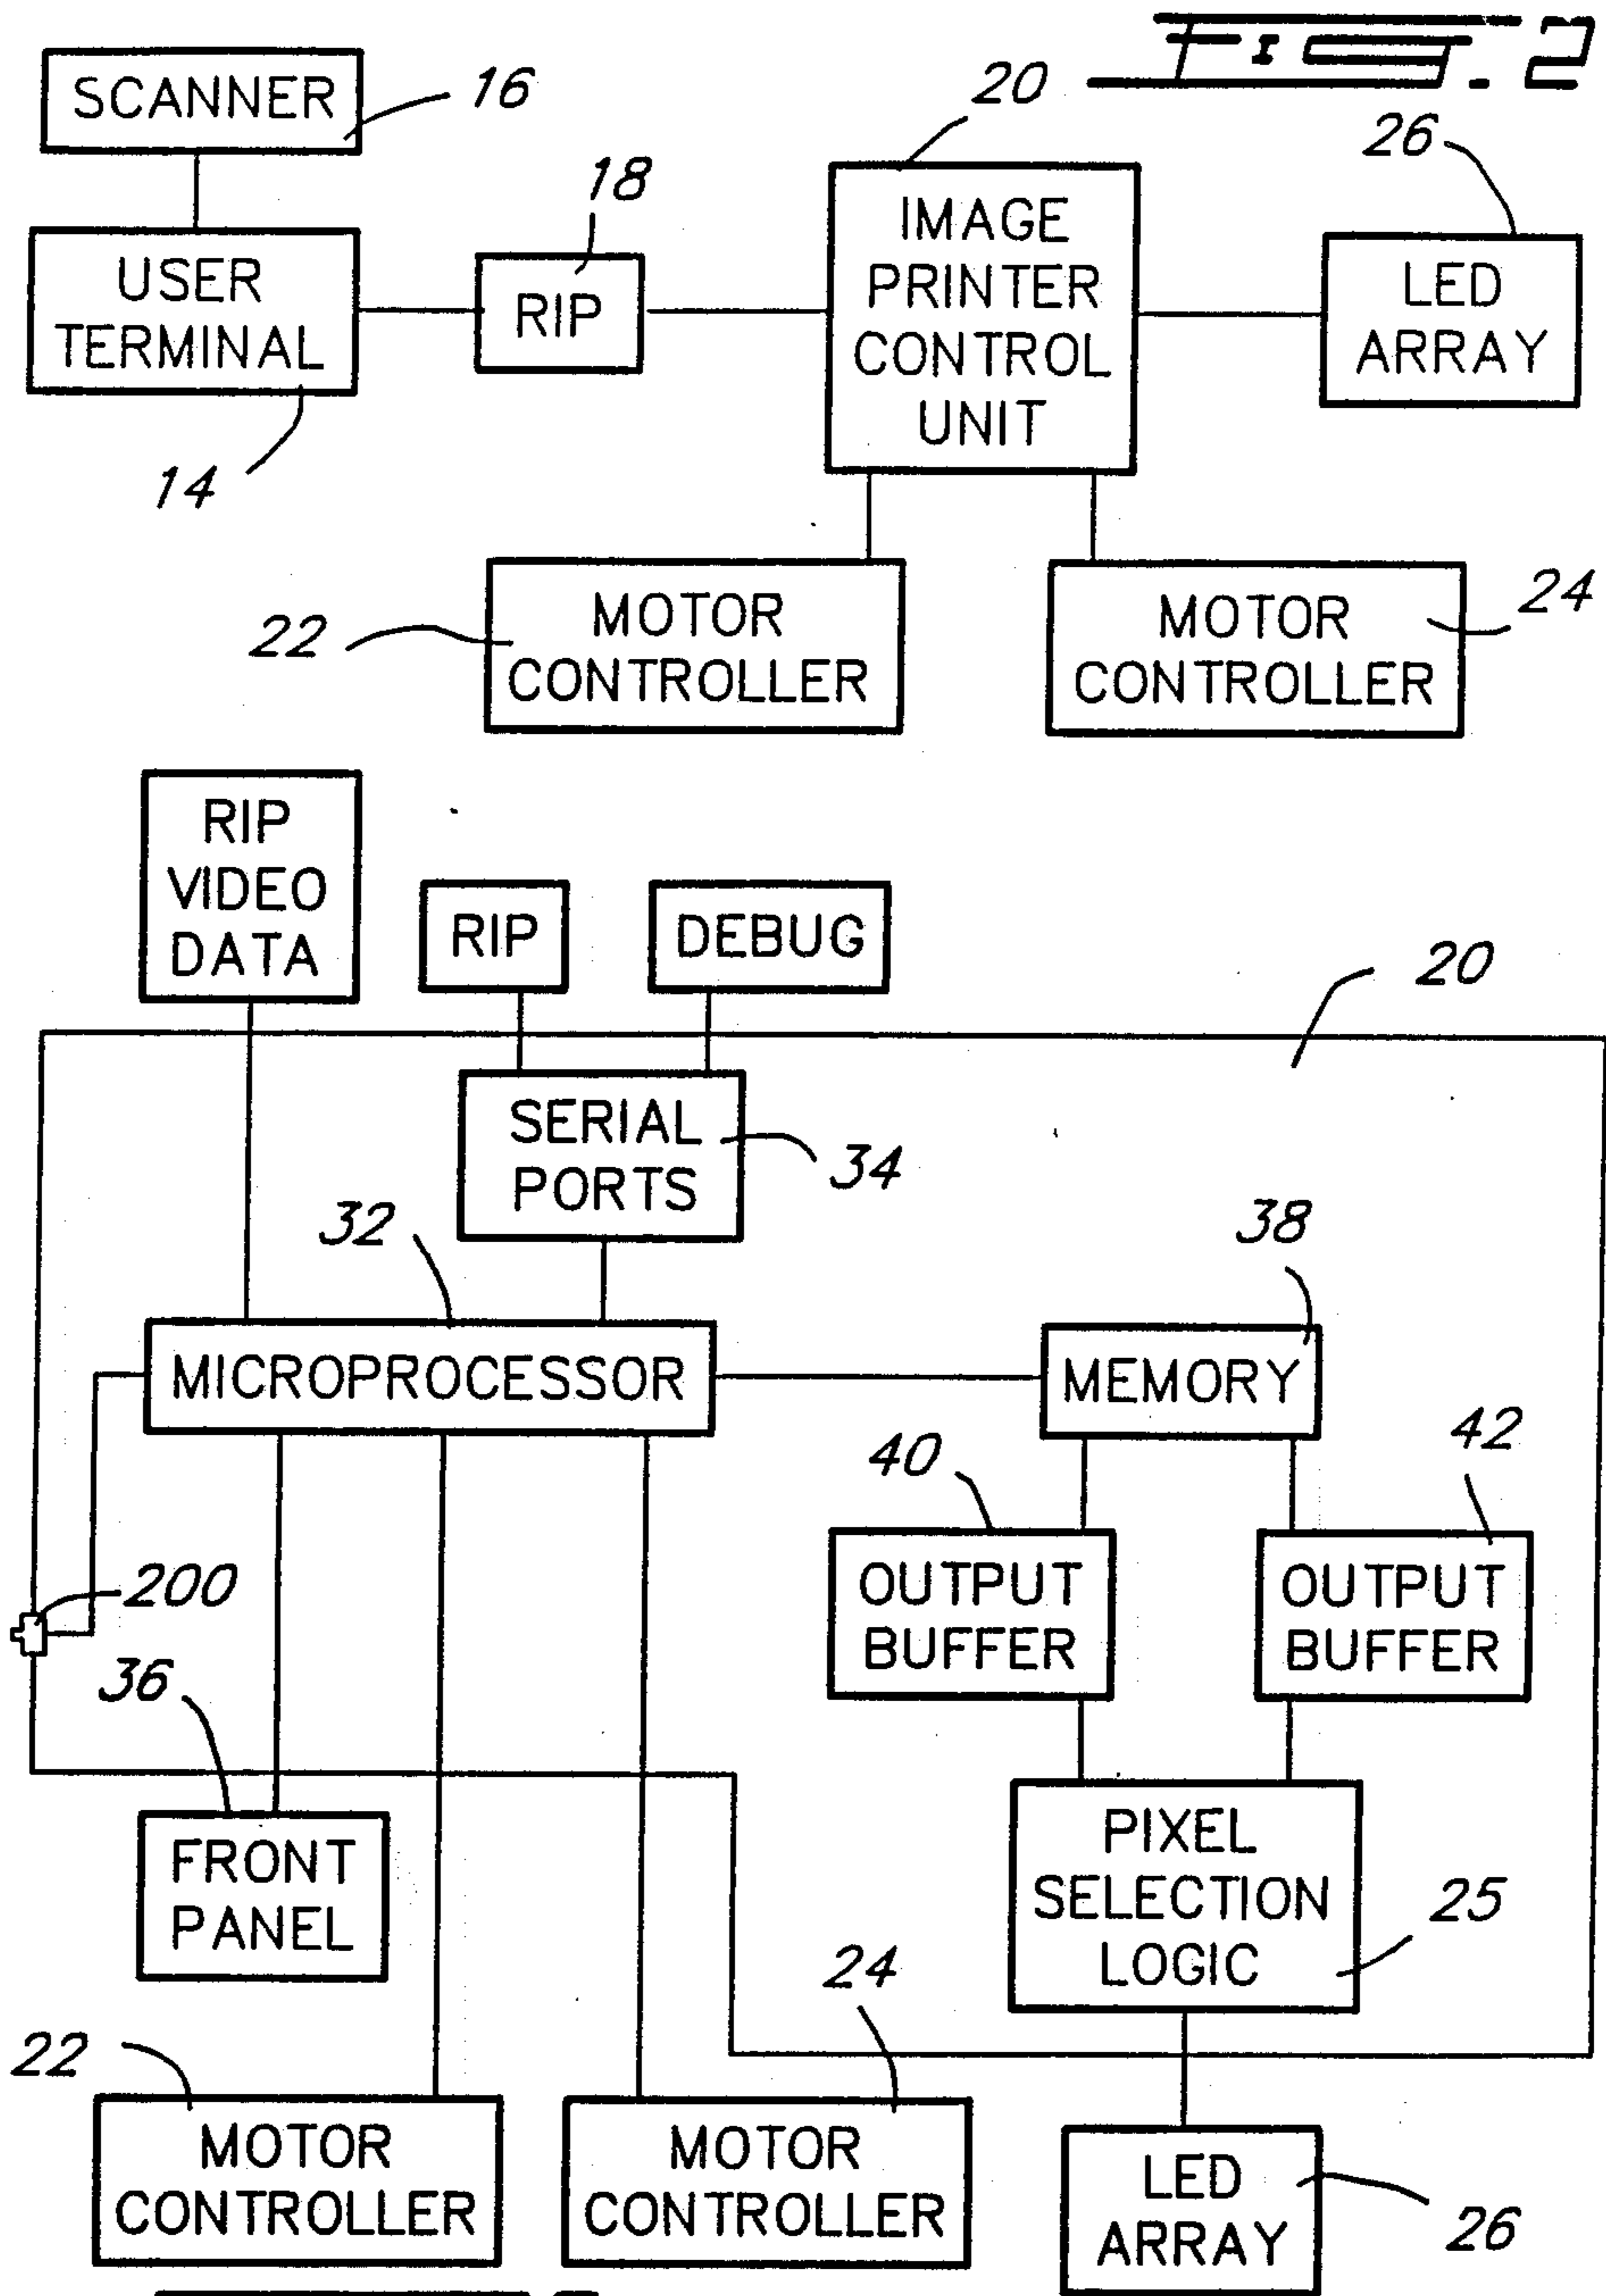 FIG. 2
SCANNER
16
USER
TERMINAL
14
18
RIP
20
IMAGE
PRINTER
CONTROL
UNIT
26
LED
ARRAY
22
MOTOR
CONTROLLER
MOTOR
CONTROLLER
24
RIP
VIDEO
DATA
RIP
DEBUG
20
SERIAL
PORTS
34
32
MICROPROCESSOR
38
MEMORY
40
OUTPUT
BUFFER
42
OUTPUT
BUFFER
200
36
FRONT
PANEL
PIXEL
SELECTION
LOGIC
25
22
MOTOR
CONTROLLER
24
MOTOR
CONTROLLER
LED
ARRAY
26